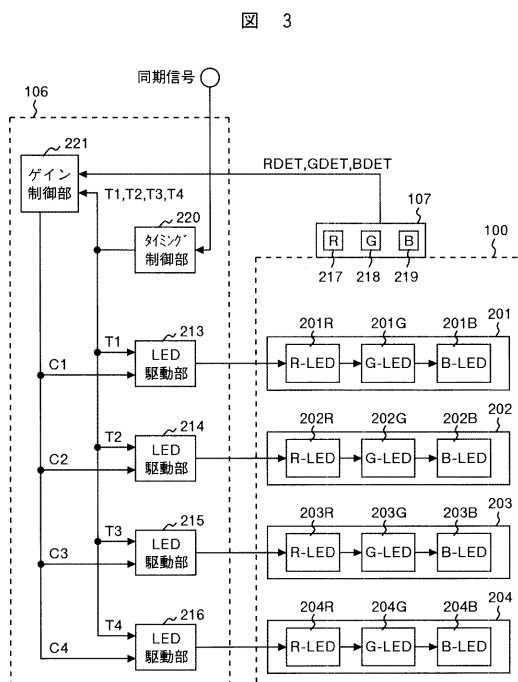 図 3
同期信号
106
221
ゲイン
制御部
RDET,GDET,BDET
T1,T2,T3,T4
107
R G B
217 218 219
100
220
タイミング
制御部
213
T1
LED
駆動部
C1
201
201R 201G 201B
R-LED G-LED B-LED
214
T2
LED
駆動部
C2
202
202R 202G 202B
R-LED G-LED B-LED
215
T3
LED
駆動部
C3
203
203R 203G 203B
R-LED G-LED B-LED
216
T4
LED
駆動部
C4
204
204R 204G 204B
R-LED G-LED B-LED